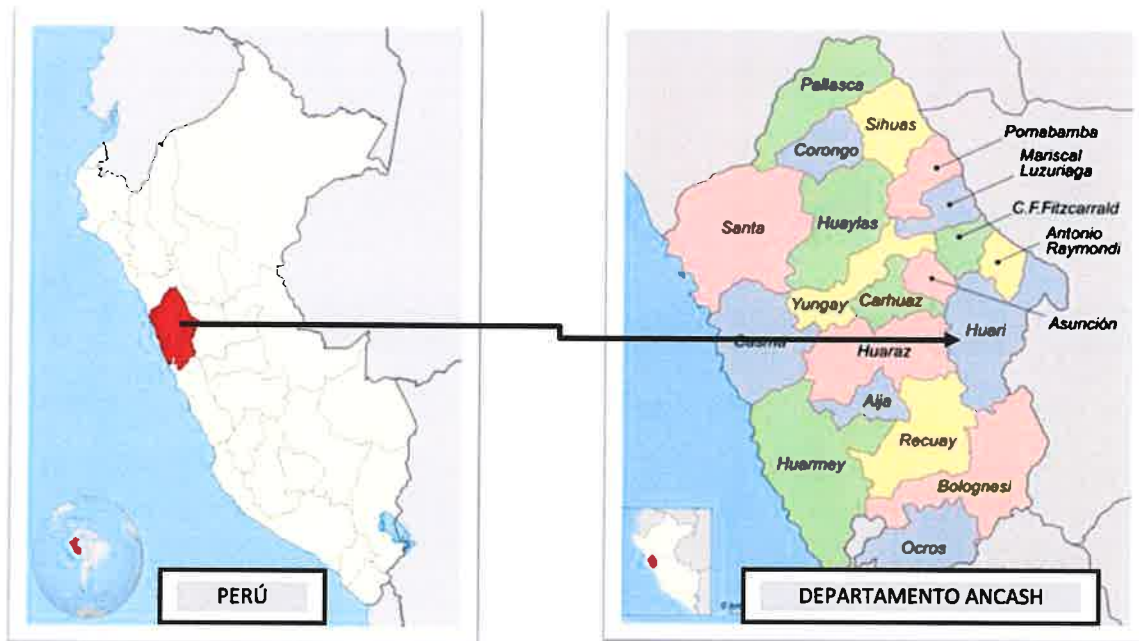 Pallasca
Sihuas
Corongo
Pomabamba
Mariscal
Luzuriaga
C.F.Fitzcarrald
Antonio
Raymondi
Santa
Huaylas
Yungay
Carhuaz
Asunción
Huari
Casma
Huaraz
Aija
Recuay
Huarmey
Bolognesi
Ocros
PERÚ
DEPARTAMENTO ANCASH